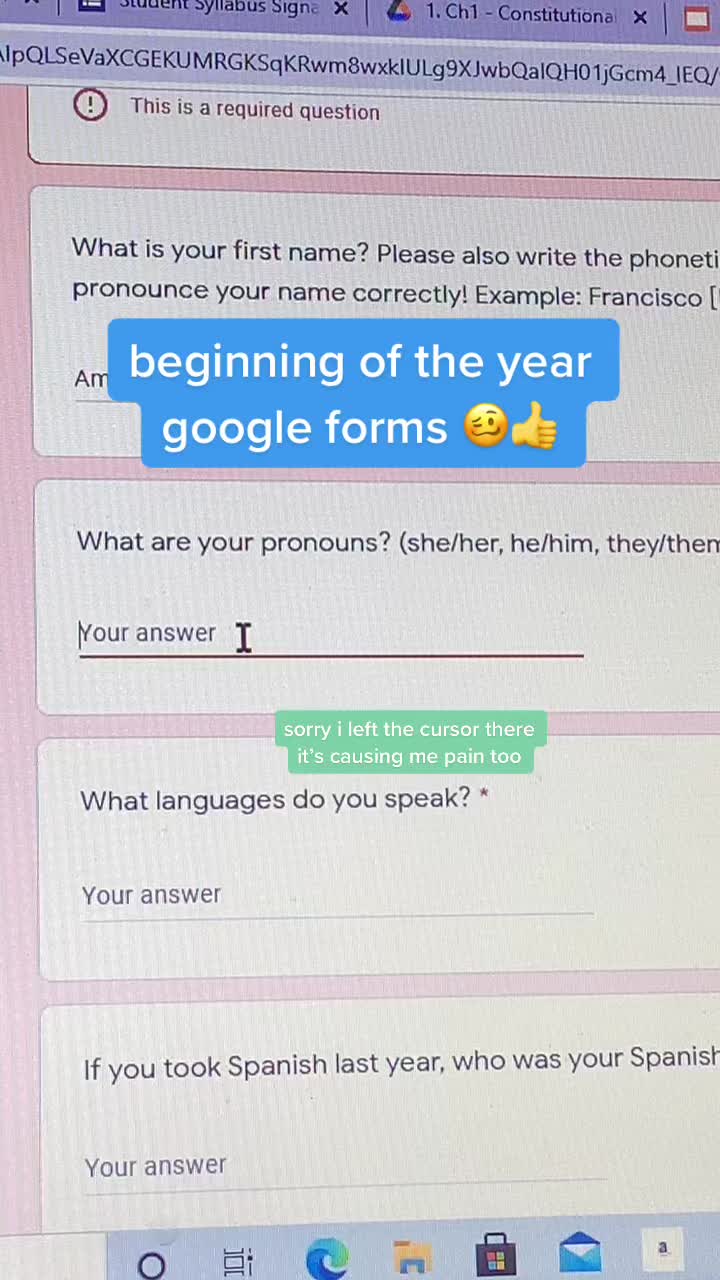 Student Syllabus Signa
1. Ch1 - Constitutional
IpQLSeVaXCGEKUMRGKSqKRwm8wxkIULg9XJwbQaIQH01jGcm4_IEQ/
This is a required question
What is your first name? Please also write the phoneti
pronounce your name correctly! Example: Francisco [
Am
beginning of the year
google forms 🥴👍
What are your pronouns? (she/her, he/him, they/them
Your answer
sorry i left the cursor there
it's causing me pain too
What languages do you speak? *
Your answer
If you took Spanish last year, who was your Spanish
Your answer
a